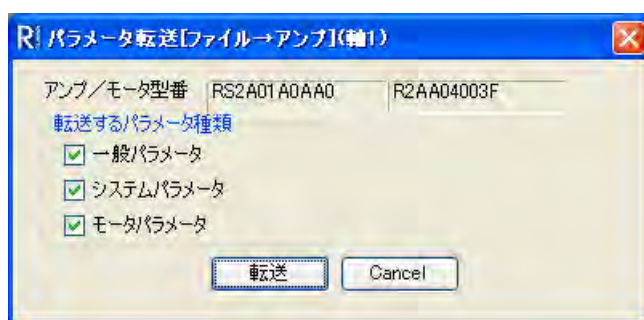 R パラメータ転送[ファイル→アンプ](軸1)
アンプ/モータ型番 RS2A01A0AA0 R2AA04003F
転送するパラメータ種類
一般パラメータ
システムパラメータ
モータパラメータ
転送 Cancel